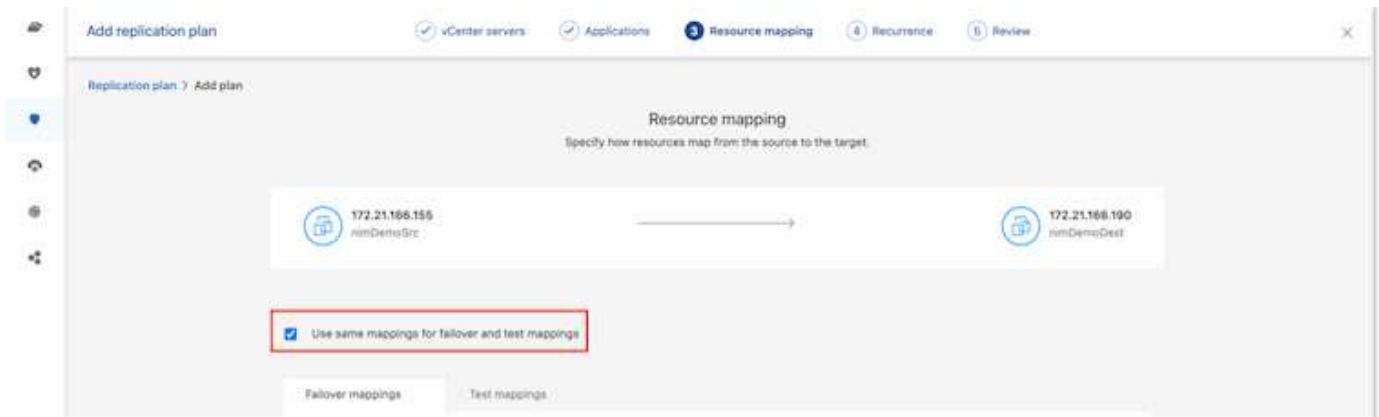 Add replication plan
vCenter servers
Applications
3 Resource mapping
4 Recurrence
5 Review
Replication plan > Add plan
Resource mapping
Specify how resources map from the source to the target.
172.21.166.155
nimDemoSrc
172.21.166.190
nimDemoDest
Use same mappings for failover and test mappings
Failover mappings
Test mappings